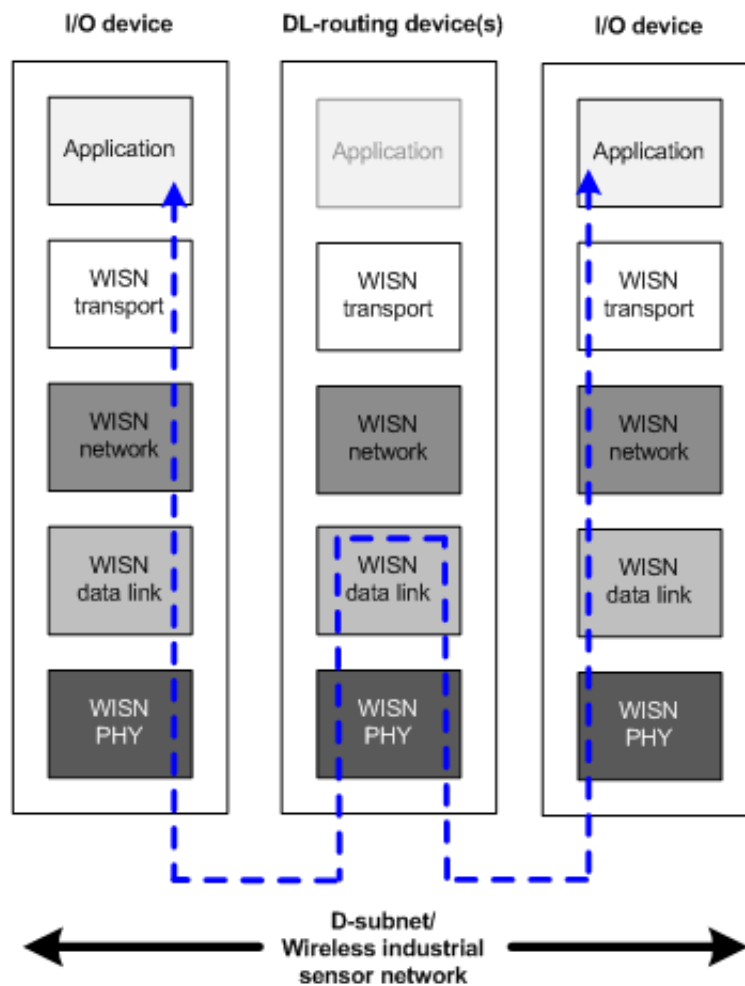 I/O device
DL-routing device(s)
I/O device
Application
Application
Application
WISN
transport
WISN
transport
WISN
transport
WISN
network
WISN
network
WISN
network
WISN
data link
WISN
data link
WISN
data link
WISN
PHY
WISN
PHY
WISN
PHY
D-subnet/
Wireless industrial
sensor network